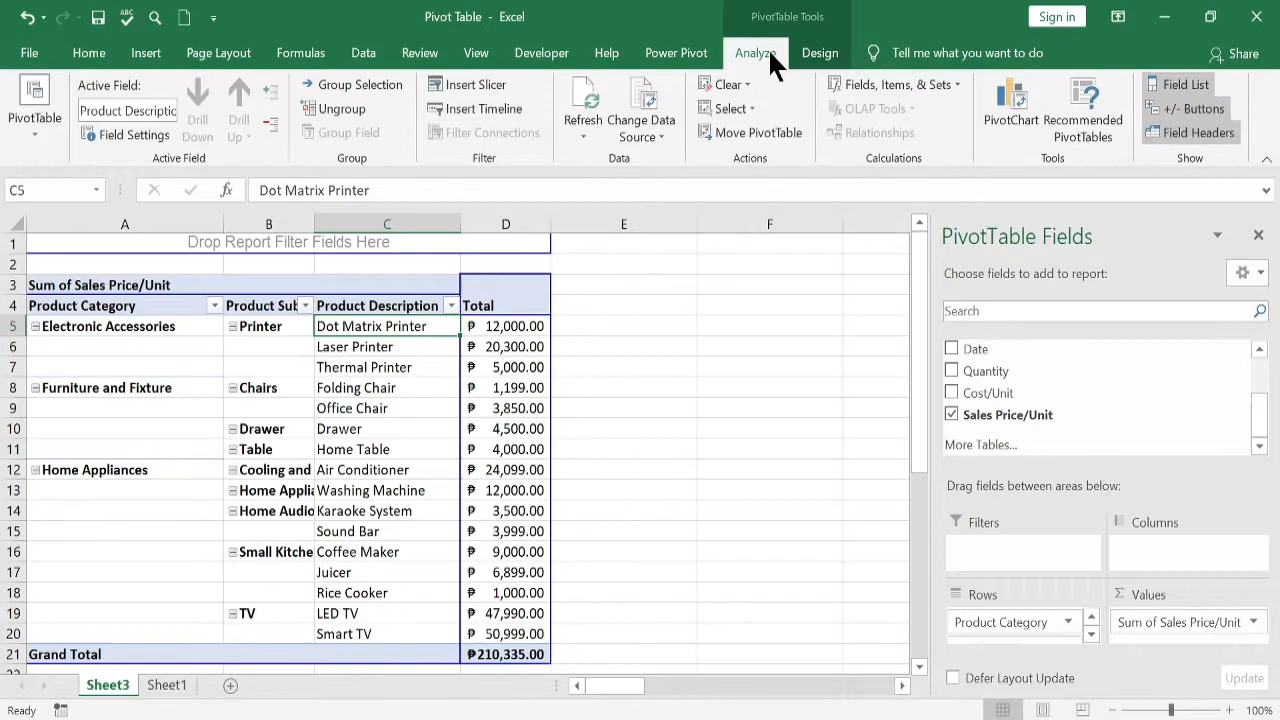 Pivot Table - Excel
PivotTable Tools
Sign in
File Home Insert Page Layout Formulas Data Review View Developer Help Power Pivot Analyze Design Tell me what you want to do Share
PivotTable
Active Field:
Product Descriptic
Field Settings
Drill Down
Drill Up
Active Field
Group Selection
Ungroup
Group Field
Group
Insert Slicer
Insert Timeline
Filter Connections
Filter
Refresh
Change Data Source
Data
Clear
Select
Move PivotTable
Actions
Fields, Items, & Sets
OLAP Tools
Relationships
Calculations
PivotChart
Recommended PivotTables
Tools
Field List
+/- Buttons
Field Headers
Show
C5 fx Dot Matrix Printer
A B C D E F
1 Drop Report Filter Fields Here
2
3 Sum of Sales Price/Unit
4 Product Category Product Sub Product Description Total
5 Electronic Accessories Printer Dot Matrix Printer ₱ 12,000.00
6 Laser Printer ₱ 20,300.00
7 Thermal Printer ₱ 5,000.00
8 Furniture and Fixture Chairs Folding Chair ₱ 1,199.00
9 Office Chair ₱ 3,850.00
10 Drawer Drawer ₱ 4,500.00
11 Table Home Table ₱ 4,000.00
12 Home Appliances Cooling and Air Conditioner ₱ 24,099.00
13 Home Applia Washing Machine ₱ 12,000.00
14 Home Audio Karaoke System ₱ 3,500.00
15 Sound Bar ₱ 3,999.00
16 Small Kitche Coffee Maker ₱ 9,000.00
17 Juicer ₱ 6,899.00
18 Rice Cooker ₱ 1,000.00
19 TV LED TV ₱ 47,990.00
20 Smart TV ₱ 50,999.00
21 Grand Total ₱210,335.00
PivotTable Fields
Choose fields to add to report:
Search
Date
Quantity
Cost/Unit
Sales Price/Unit
More Tables...
Drag fields between areas below:
Filters
Columns
Rows
Σ Values
Product Category
Sum of Sales Price/Unit
Defer Layout Update
Update
Sheet3 Sheet1
Ready
100%